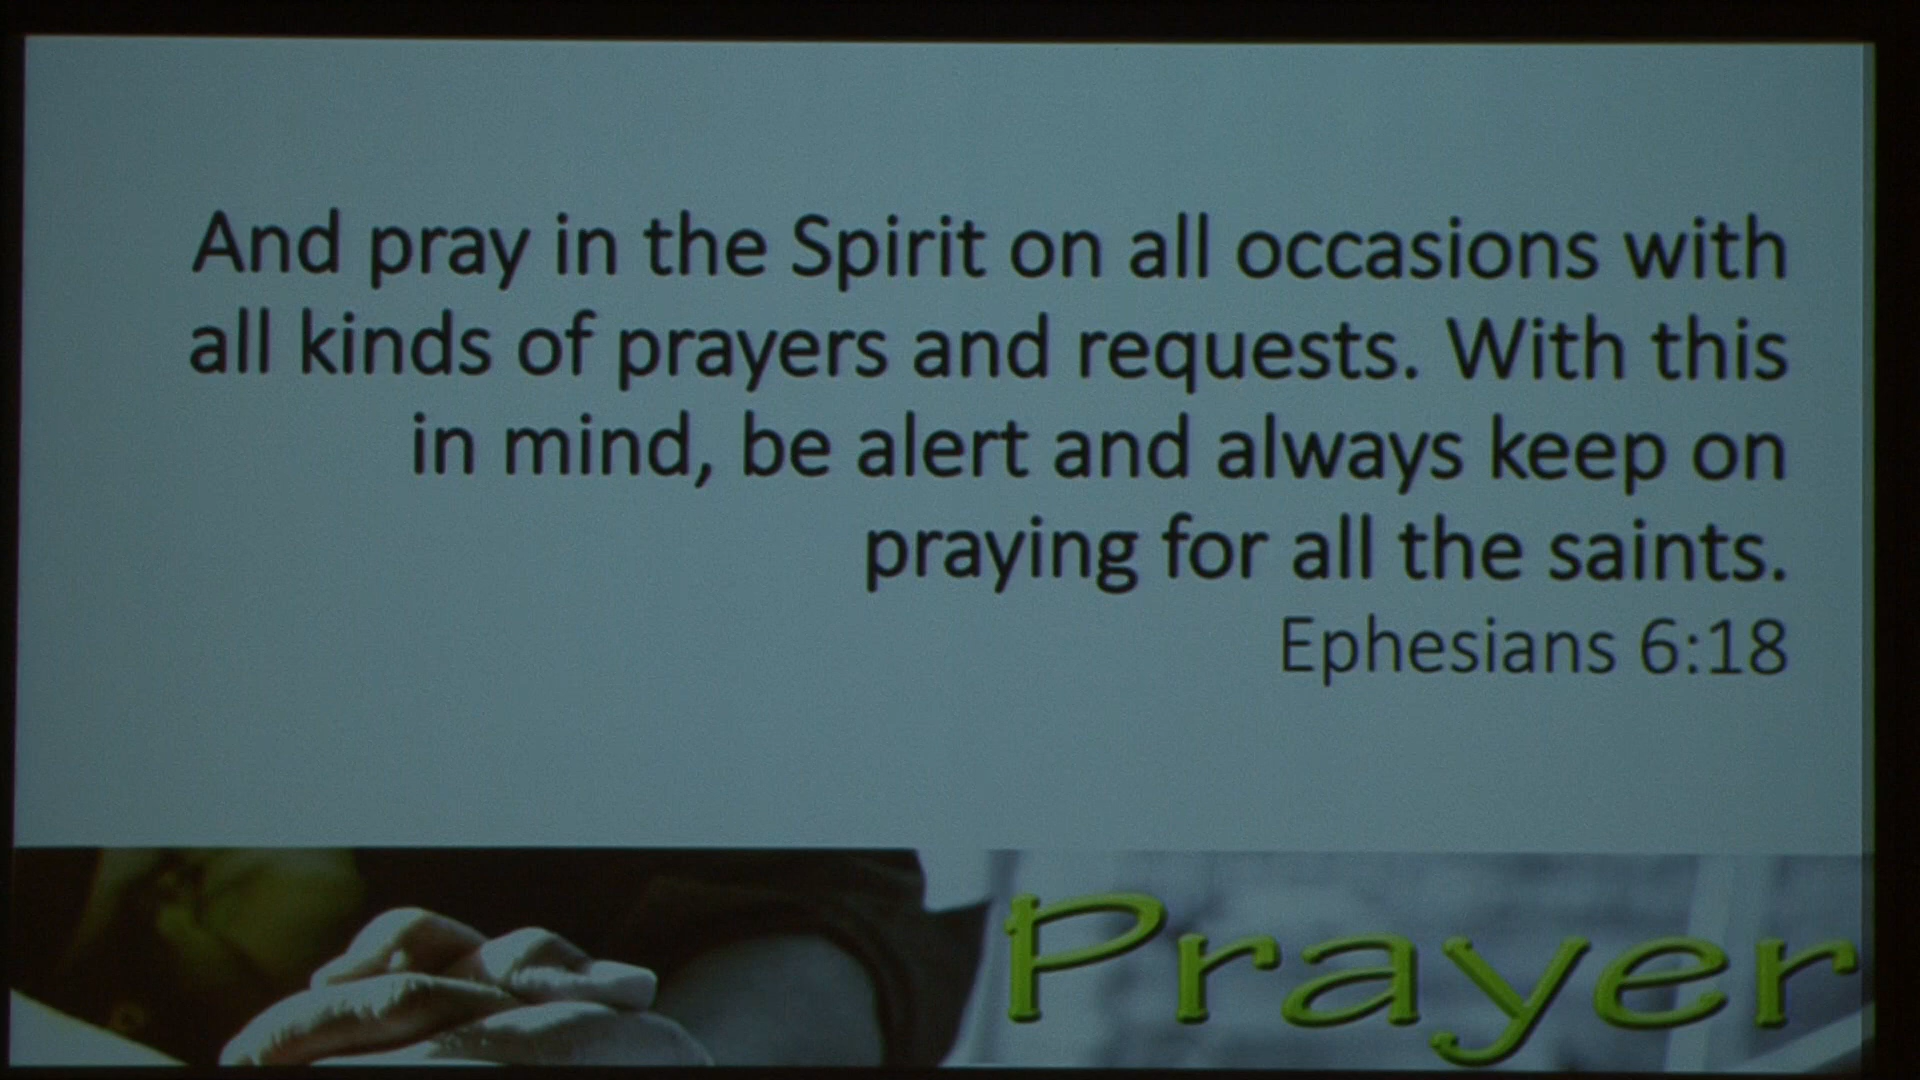 And pray in the Spirit on all occasions with
all kinds of prayers and requests. With this
in mind, be alert and always keep on
praying for all the saints.
Ephesians 6:18
Prayer